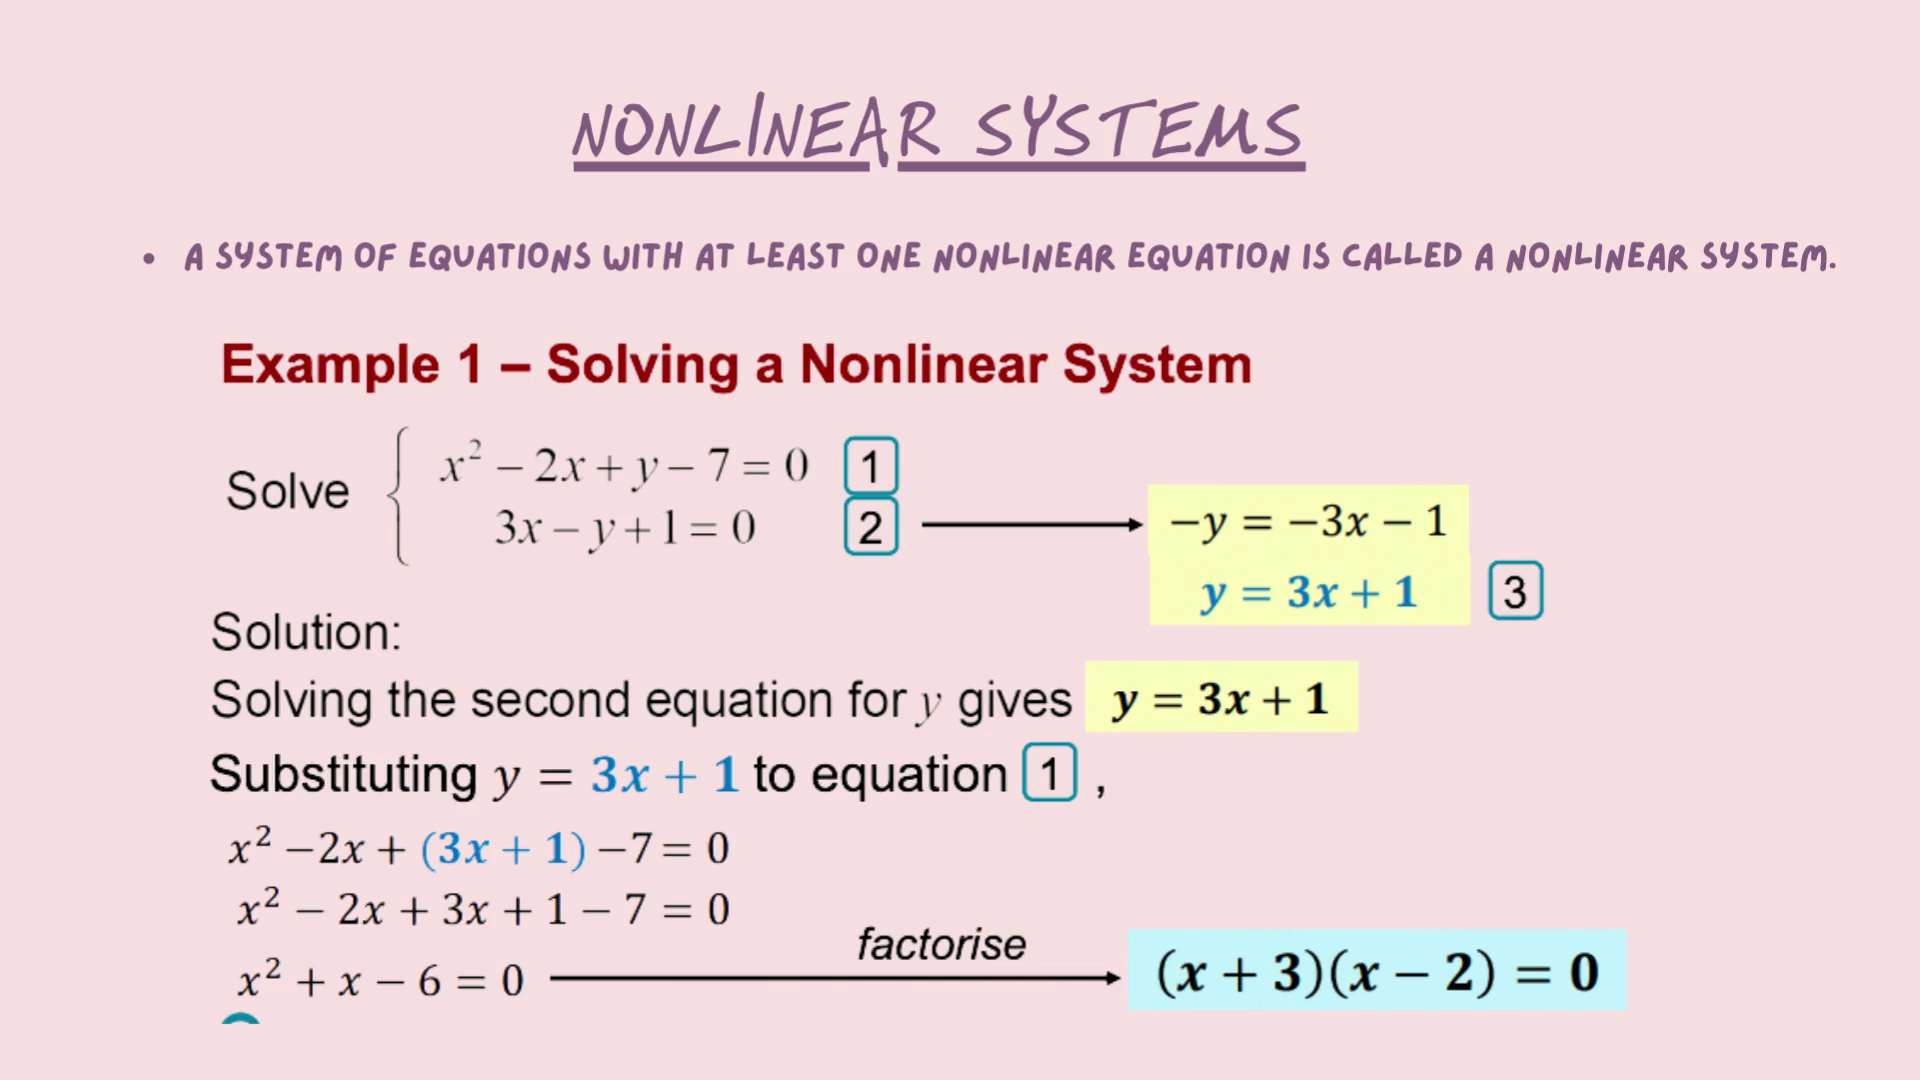 NONLINEAR SYSTEMS
• A SYSTEM OF EQUATIONS WITH AT LEAST ONE NONLINEAR EQUATION IS CALLED A NONLINEAR SYSTEM.
Example 1 – Solving a Nonlinear System
Solve { x² − 2x + y − 7 = 0 1
3x − y + 1 = 0 2
−y = −3x − 1
y = 3x + 1 3
Solution:
Solving the second equation for y gives y = 3x + 1
Substituting y = 3x + 1 to equation 1 ,
x² −2x + (3x + 1) −7 = 0
x² − 2x + 3x + 1 − 7 = 0
x² + x − 6 = 0 factorise (x + 3)(x − 2) = 0